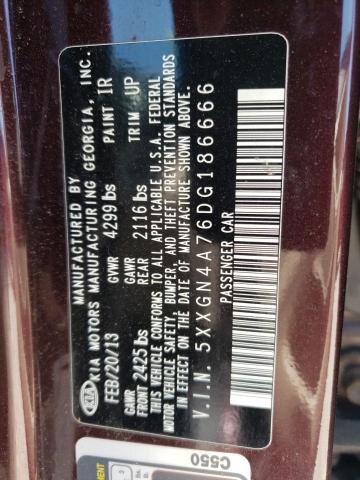 MANUFACTURED BY
KIA KIA MOTORS MANUFACTURING GEORGIA, INC.
FEB/20/13 GVWR 4299 lbs PAINT IR
GAWR FRONT 2425 lbs GAWR REAR 2116 lbs TRIM UP
THIS VEHICLE CONFORMS TO ALL APPLICABLE U.S.A. FEDERAL
MOTOR VEHICLE SAFETY, BUMPER, AND THEFT PREVENTION STANDARDS
IN EFFECT ON THE DATE OF MANUFACTURE SHOWN ABOVE.
V.I.N. 5XXGN4A76DG186666
PASSENGER CAR
C550